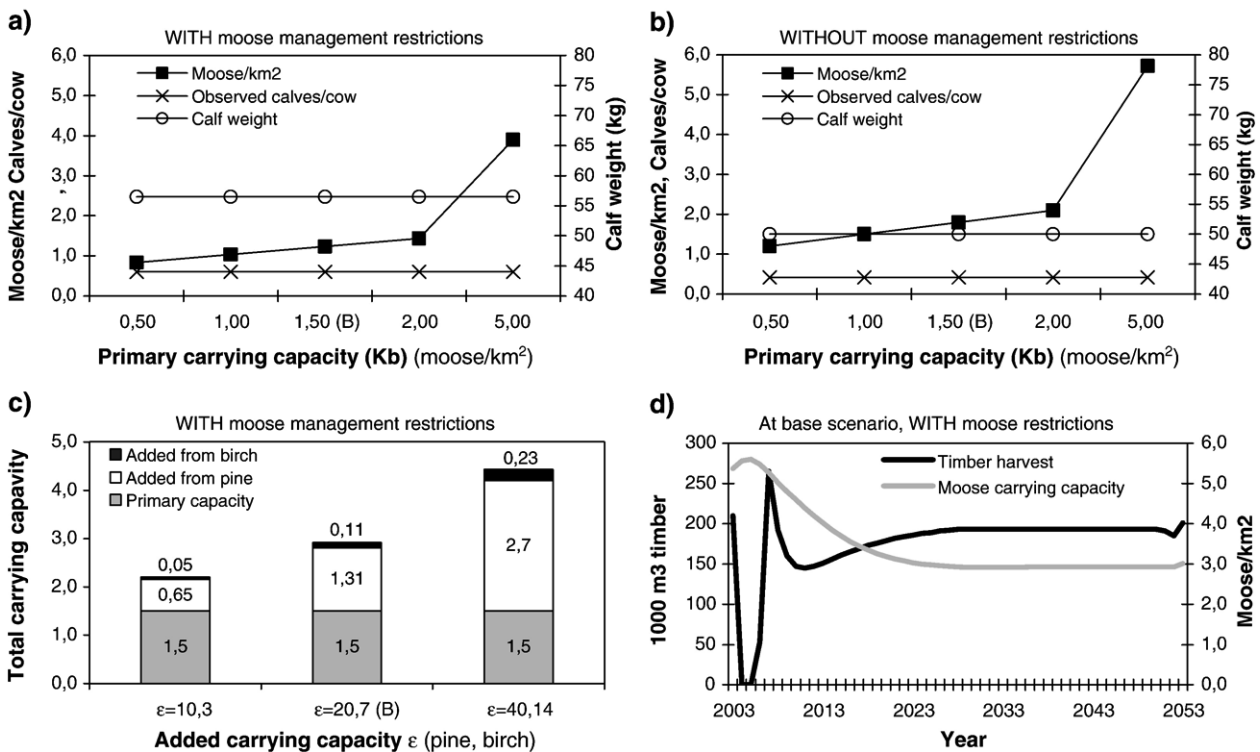 a)
WITH moose management restrictions
Moose/km2 Calves/cow
,
6,0
5,0
4,0
3,0
2,0
1,0
0,0
Moose/km2
Observed calves/cow
Calf weight
80
75
70
65
60
55
50
45
40
Calf weight (kg)
0,50 1,00 1,50 (B) 2,00 5,00
Primary carrying capacity (Kb) (moose/km²)
b)
WITHOUT moose management restrictions
Moose/km2, Calves/cow
6,0
5,0
4,0
3,0
2,0
1,0
0,0
Moose/km2
Observed calves/cow
Calf weight
80
75
70
65
60
55
50
45
40
Calf weight (kg)
0,50 1,00 1,50 (B) 2,00 5,00
Primary carrying capacity (Kb) (moose/km²)
c)
WITH moose management restrictions
Total carrying capavity
5,0
4,0
3,0
2,0
1,0
0,0
Added from birch
Added from pine
Primary capacity
0,05
0,65
1,5
0,11
1,31
1,5
0,23
2,7
1,5
ε=10,3 ε=20,7 (B) ε=40,14
Added carrying capacity ε (pine, birch)
d)
At base scenario, WITH moose restrictions
1000 m3 timber
300
250
200
150
100
50
0
Timber harvest
Moose carrying capacity
6,0
5,0
4,0
3,0
2,0
1,0
0,0
Moose/km2
2003 2013 2023 2033 2043 2053
Year